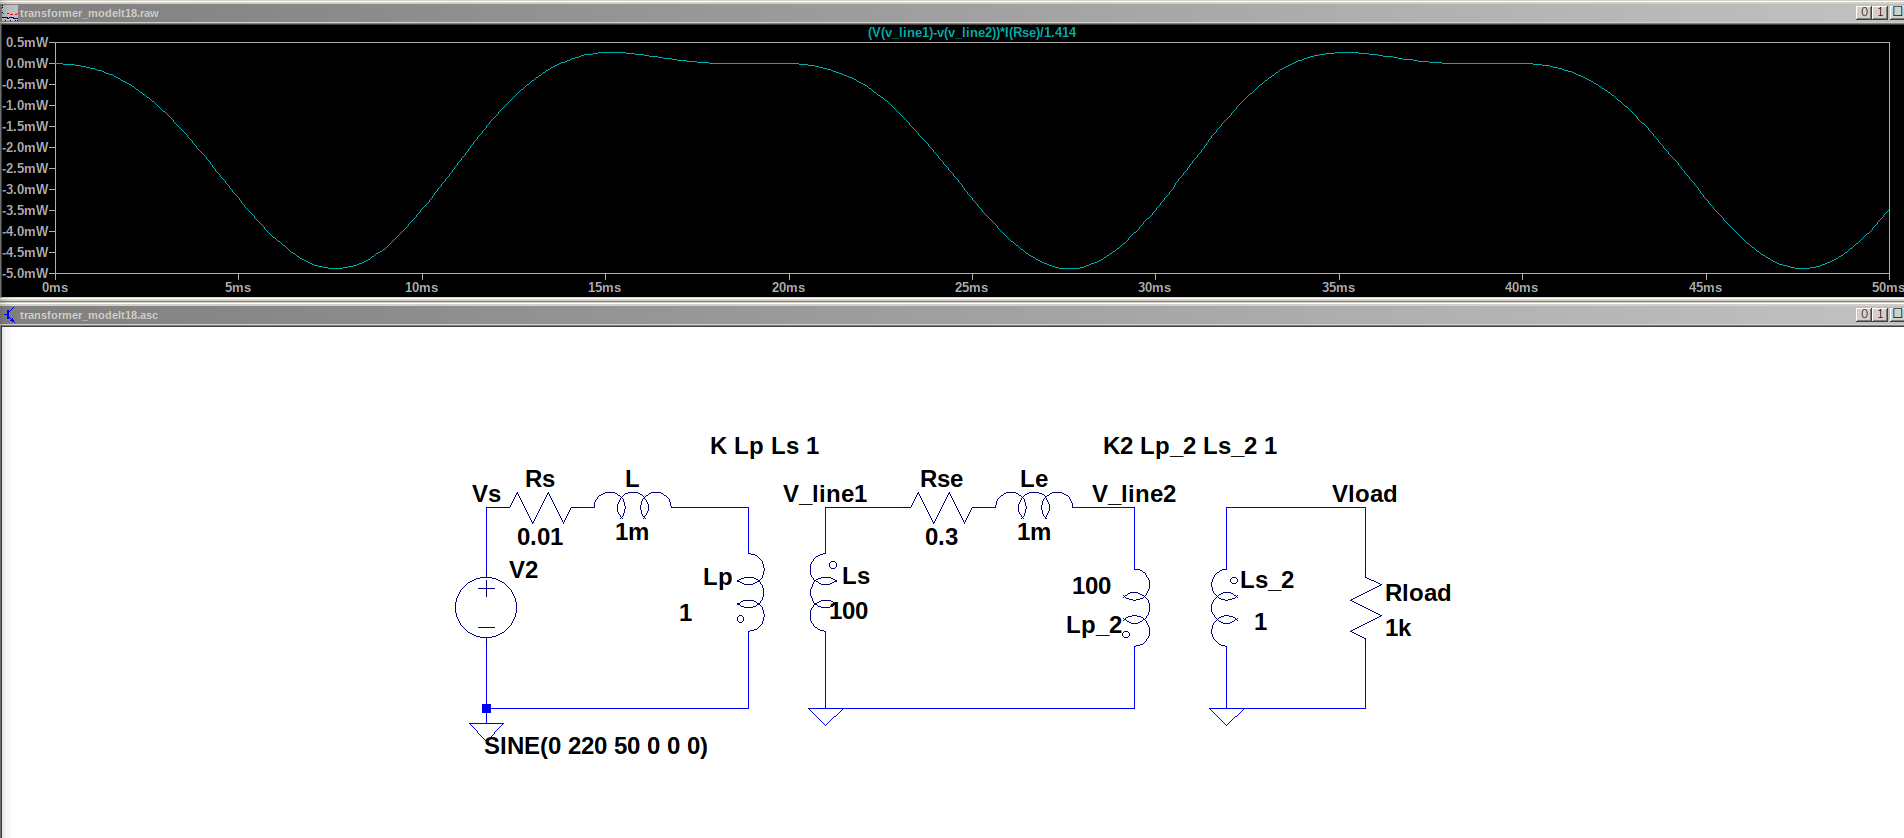 transformer_modelt18.raw
(V(v_line1)-v(v_line2))*I(Rse)/1.414
0.5mW
0.0mW
-0.5mW
-1.0mW
-1.5mW
-2.0mW
-2.5mW
-3.0mW
-3.5mW
-4.0mW
-4.5mW
-5.0mW
0ms 5ms 10ms 15ms 20ms 25ms 30ms 35ms 40ms 45ms 50ms
transformer_modelt18.asc
K Lp Ls 1 K2 Lp_2 Ls_2 1
Rs L Rse Le
Vs V_line1 V_line2 Vload
0.01 1m 0.3 1m
V2
Lp Ls 100 Ls_2 Rload
1 100 Lp_2 1 1k
SINE(0 220 50 0 0 0)